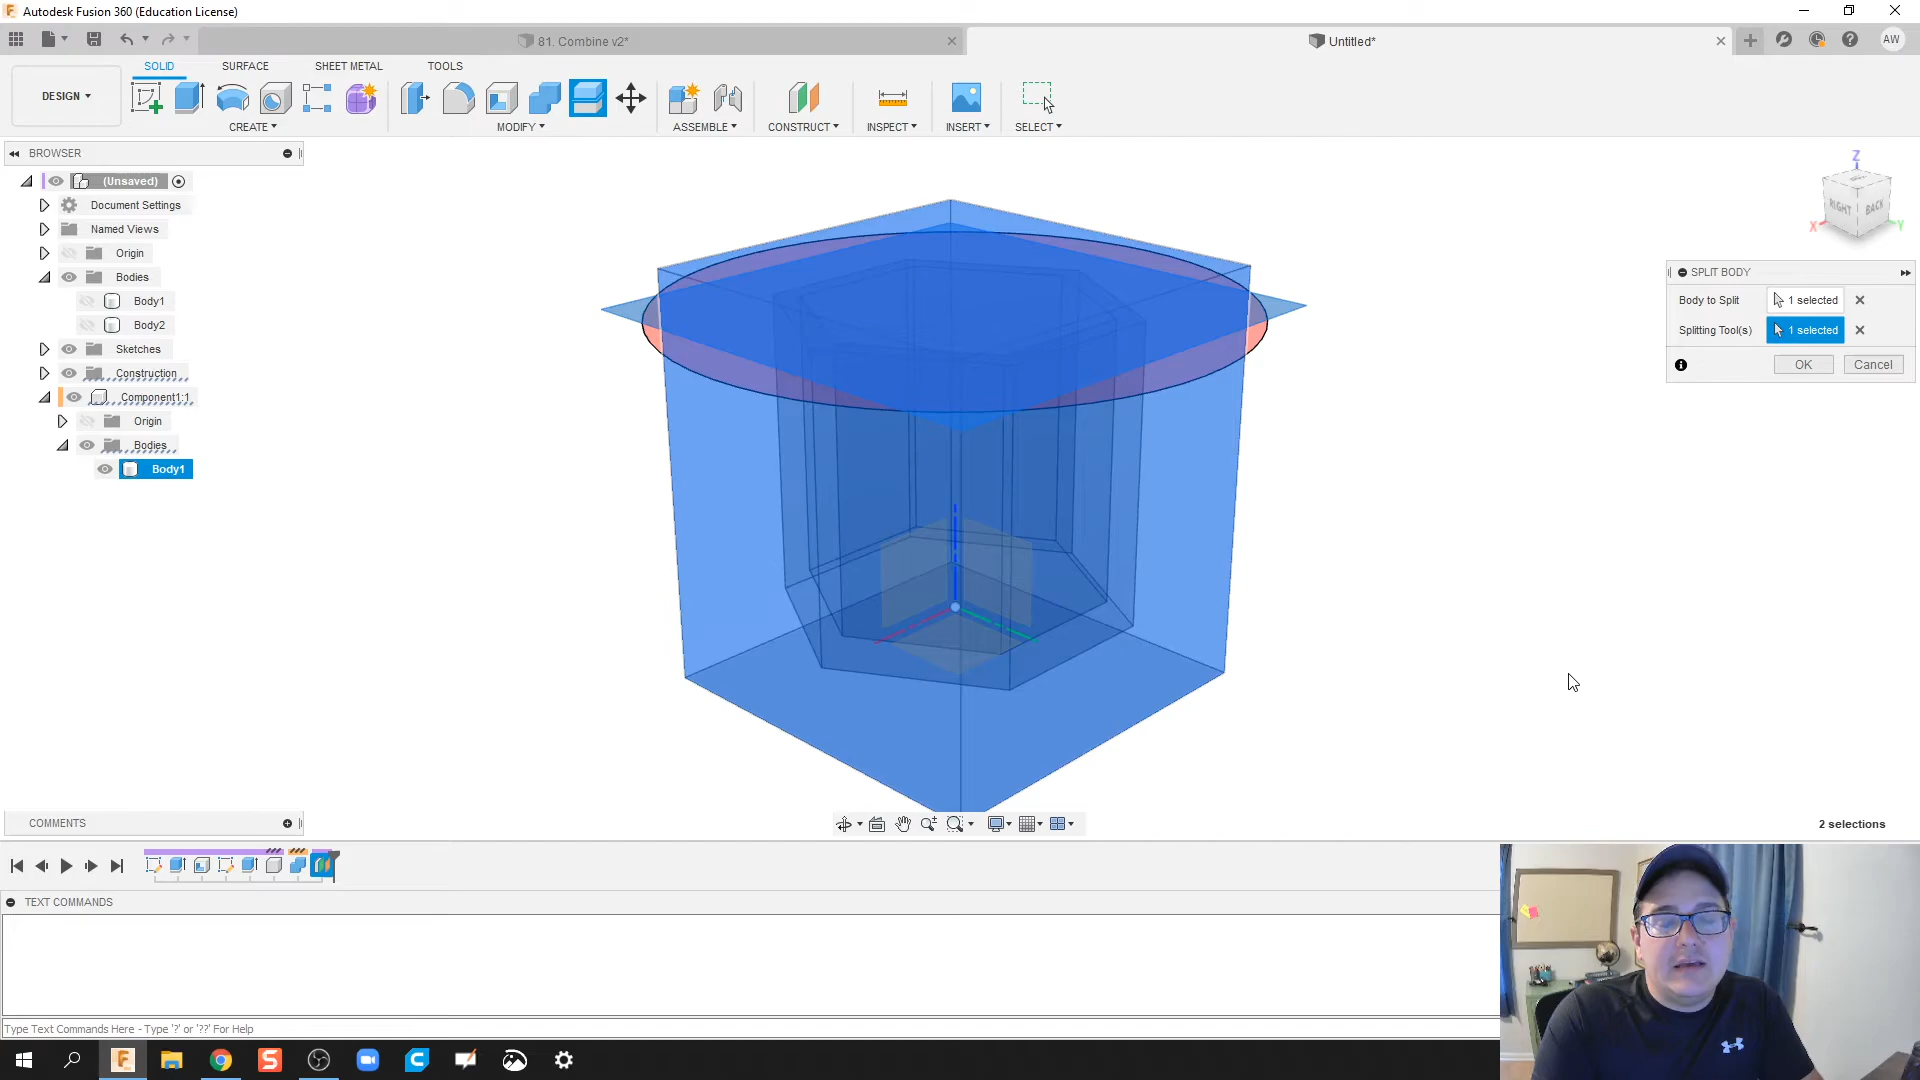 Autodesk Fusion 360 (Education License)
81. Combine v2*
Untitled*
AW
DESIGN
SOLID
SURFACE
SHEET METAL
TOOLS
CREATE
MODIFY
ASSEMBLE
CONSTRUCT
INSPECT
INSERT
SELECT
BROWSER
(Unsaved)
Document Settings
Named Views
Origin
Bodies
Body1
Body2
Sketches
Construction
Component1:1
Origin
Bodies
Body1
Z
RIGHT
BACK
X
Y
SPLIT BODY
Body to Split
1 selected
Splitting Tool(s)
1 selected
OK
Cancel
COMMENTS
2 selections
TEXT COMMANDS
Type Text Commands Here - Type '?' or '??' For Help